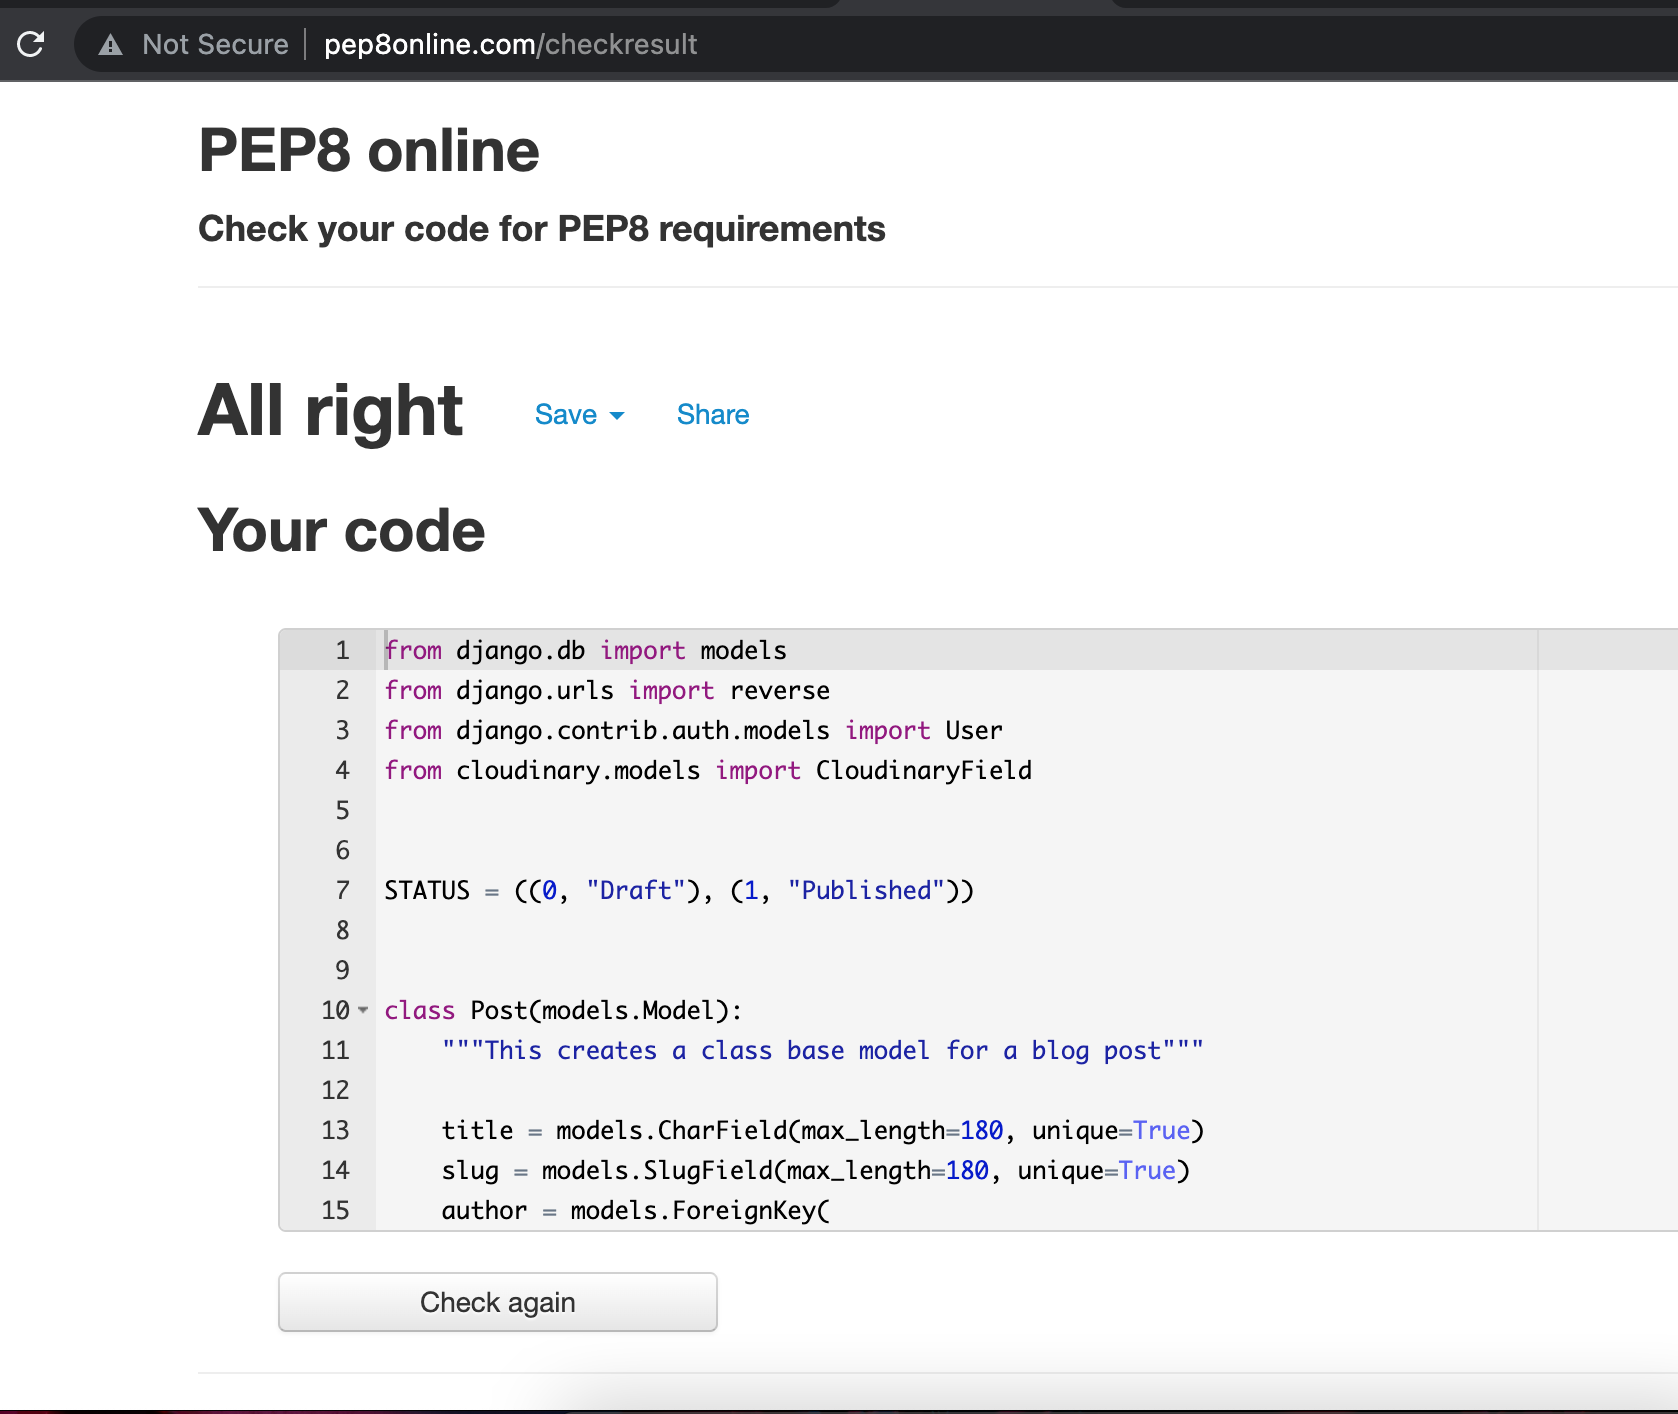 Not Secure | pep8online.com/checkresult
PEP8 online
Check your code for PEP8 requirements
All right Save Share
Your code
1 from django.db import models
2 from django.urls import reverse
3 from django.contrib.auth.models import User
4 from cloudinary.models import CloudinaryField
5
6
7 STATUS = ((0, "Draft"), (1, "Published"))
8
9
10 class Post(models.Model):
11     """This creates a class base model for a blog post"""
12
13     title = models.CharField(max_length=180, unique=True)
14     slug = models.SlugField(max_length=180, unique=True)
15     author = models.ForeignKey(
Check again